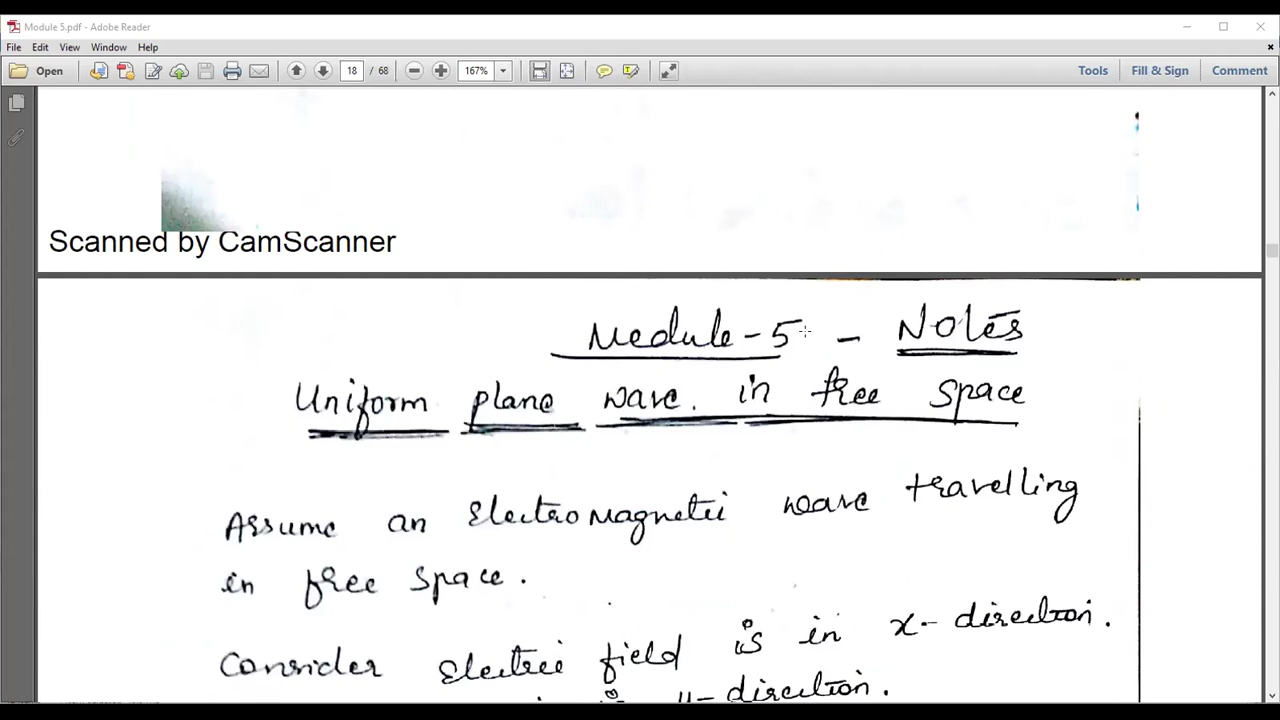 Module 5.pdf - Adobe Reader
File Edit View Window Help
Open 18 / 68 167% Tools Fill & Sign Comment
Scanned by CamScanner
Module - 5 - Notes
Uniform plane wave. in free space
Assume an Electromagnetic wave travelling
in free space.
Consider Electric field is in x- direction.
y- direction.